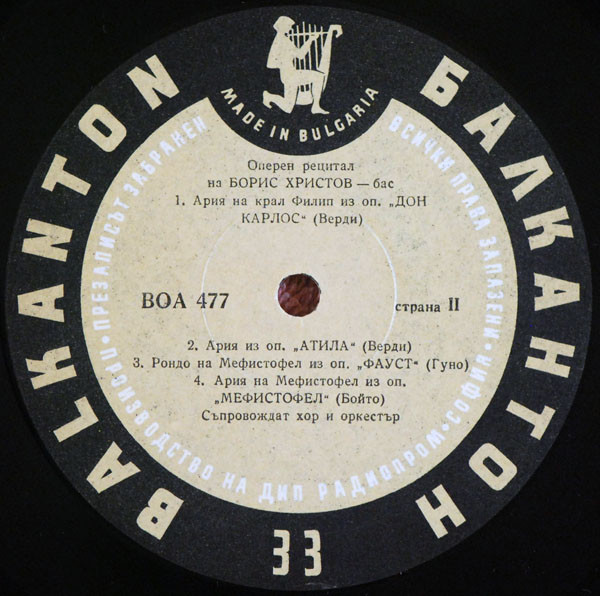 BALKANTON
БАЛКАНТОН
MADE IN BULGARIA
ПРОИЗВОДСТВО НА ДИП РАДИОПРОМ · СОФИЯ · ВСИЧКИ ПРАВА ЗАПАЗЕНИ
ПРЕЗАПИСЪТ ЗАБРАНЕН
Оперен рецитал
на БОРИС ХРИСТОВ — бас
1. Ария на крал Филип из оп. „ДОН
КАРЛОС“ (Верди)
ВОА 477
страна II
2. Ария из оп. „АТИЛА“ (Верди)
3. Рондо на Мефистофел из оп. „ФАУСТ“ (Гуно)
4. Ария на Мефистофел из оп.
„МЕФИСТОФЕЛ“ (Бойто)
Съпровождат хор и оркестър
33